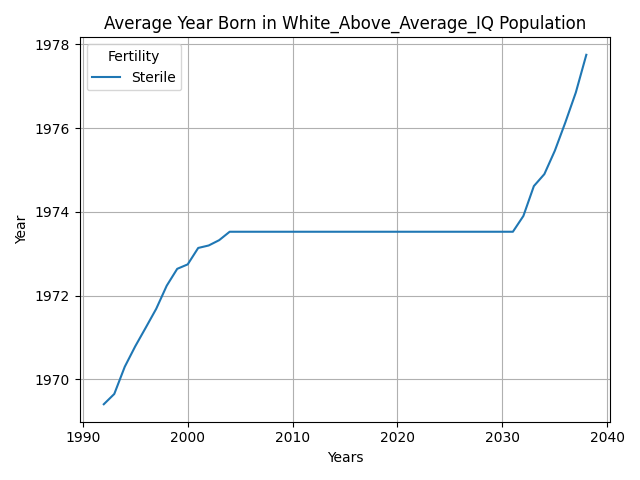 Average Year Born in White_Above_Average_IQ Population
Fertility
Sterile
Year
1978
1976
1974
1972
1970
1990
2000
2010
2020
2030
2040
Years